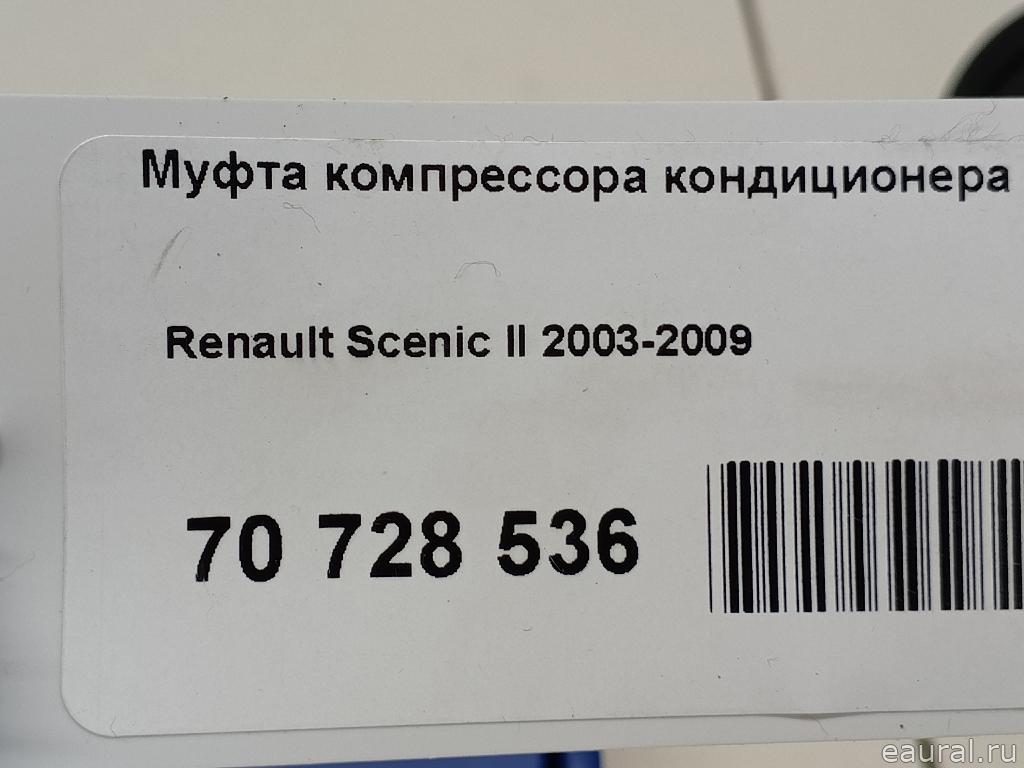 Муфта компрессора кондиционера
Renault Scenic II 2003-2009
70 728 536
eaural.ru